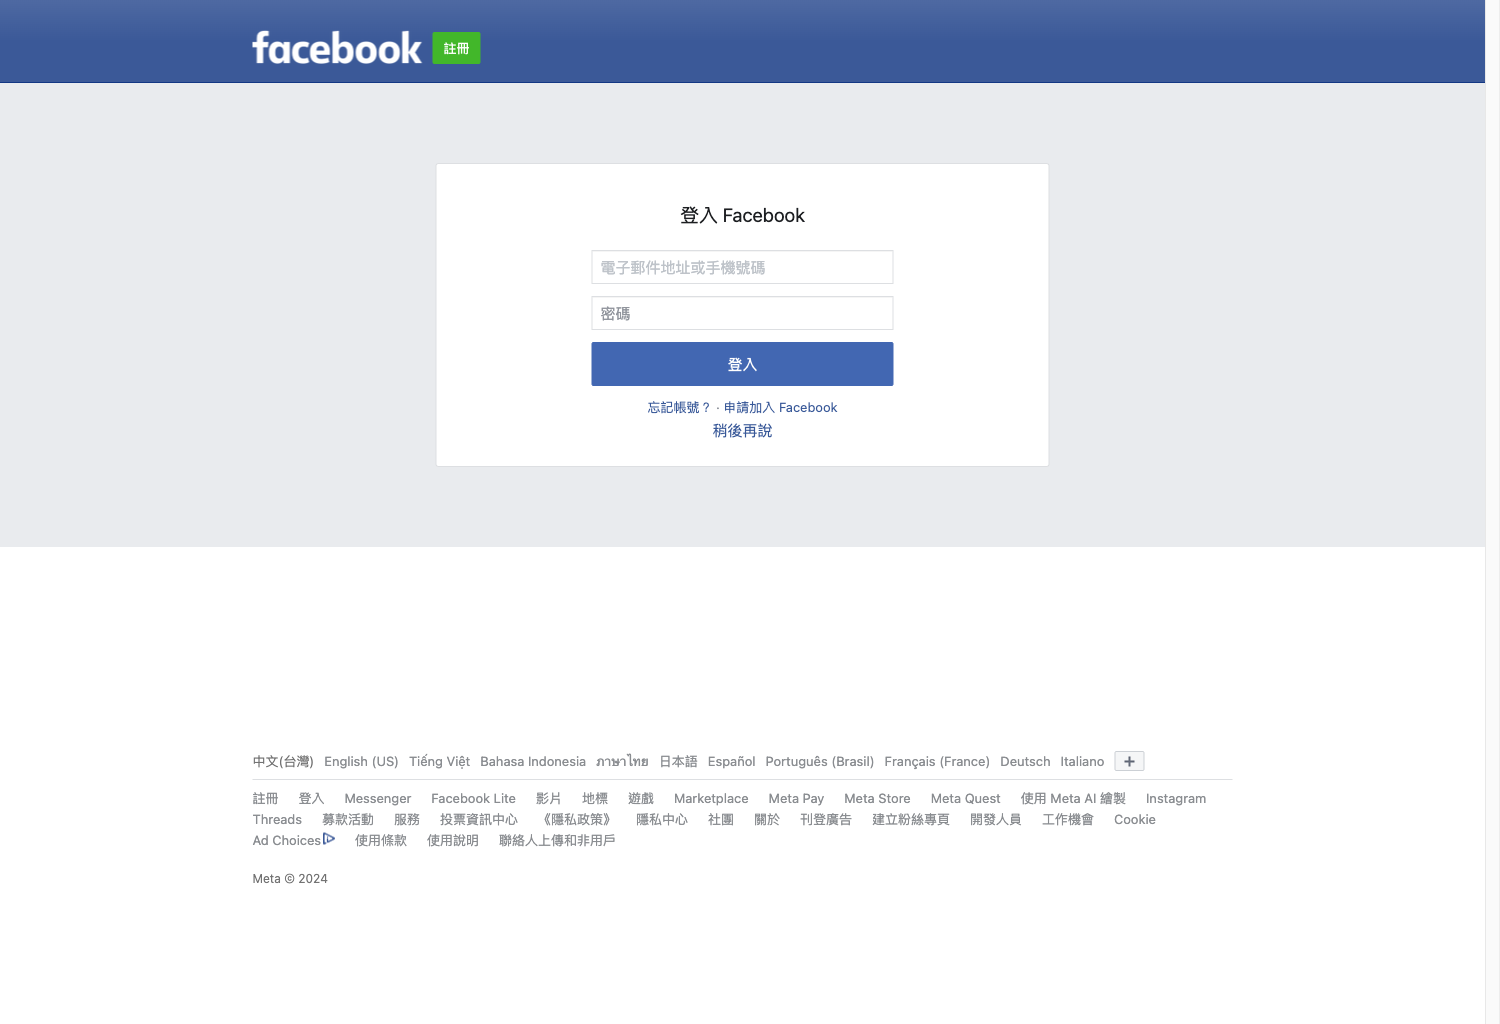 facebook 註冊
登入 Facebook
電子郵件地址或手機號碼
密碼
登入
忘記帳號？ · 申請加入 Facebook
稍後再說
中文(台灣) English (US) Tiếng Việt Bahasa Indonesia ภาษาไทย 日本語 Español Português (Brasil) Français (France) Deutsch Italiano +
註冊 登入 Messenger Facebook Lite 影片 地標 遊戲 Marketplace Meta Pay Meta Store Meta Quest 使用 Meta AI 繪製 Instagram
Threads 募款活動 服務 投票資訊中心 《隱私政策》 隱私中心 社團 關於 刊登廣告 建立粉絲專頁 開發人員 工作機會 Cookie
Ad Choices 使用條款 使用說明 聯絡人上傳和非用戶
Meta © 2024